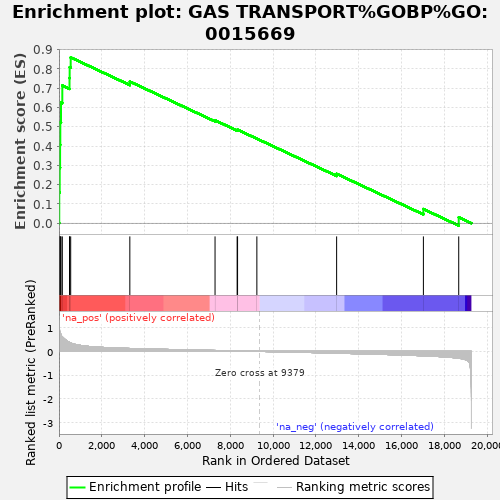 Enrichment plot: GAS TRANSPORT%GOBP%GO:
0015669
Enrichment score (ES)
0.9
0.8
0.7
0.6
0.5
0.4
0.3
0.2
0.1
0.0
'na_pos' (positively correlated)
Ranked list metric (PreRanked)
1
0
-1
-2
-3
Zero cross at 9379
'na_neg' (negatively correlated)
0
2,000
4,000
6,000
8,000
10,000
12,000
14,000
16,000
18,000
20,000
Rank in Ordered Dataset
Enrichment profile
Hits
Ranking metric scores